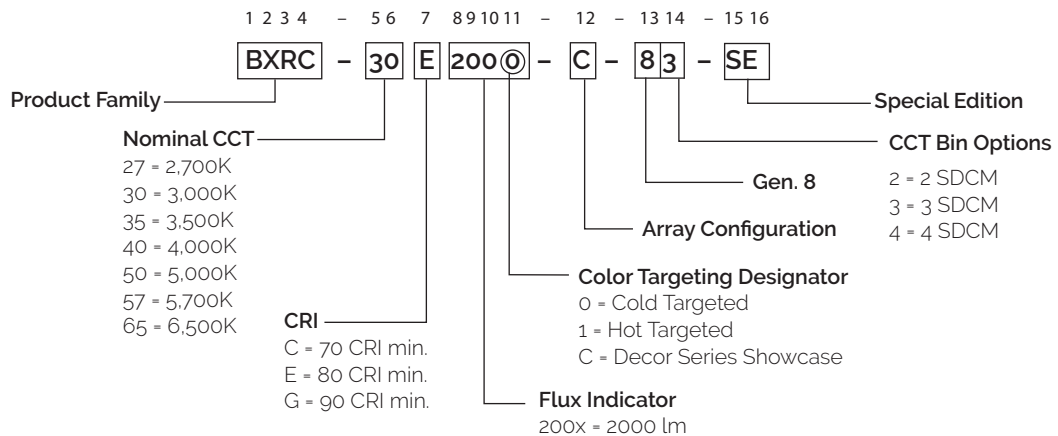 1 2 3 4 – 5 6 7 8 9 10 11 – 12 – 13 14 – 15 16
BXRC – 30 E 200 0 – C – 8 3 – SE
Product Family
Special Edition
Nominal CCT
27 = 2,700K
30 = 3,000K
35 = 3,500K
40 = 4,000K
50 = 5,000K
57 = 5,700K
65 = 6,500K
CCT Bin Options
2 = 2 SDCM
3 = 3 SDCM
4 = 4 SDCM
Gen. 8
Array Configuration
Color Targeting Designator
0 = Cold Targeted
1 = Hot Targeted
C = Decor Series Showcase
CRI
C = 70 CRI min.
E = 80 CRI min.
G = 90 CRI min.
Flux Indicator
200x = 2000 lm